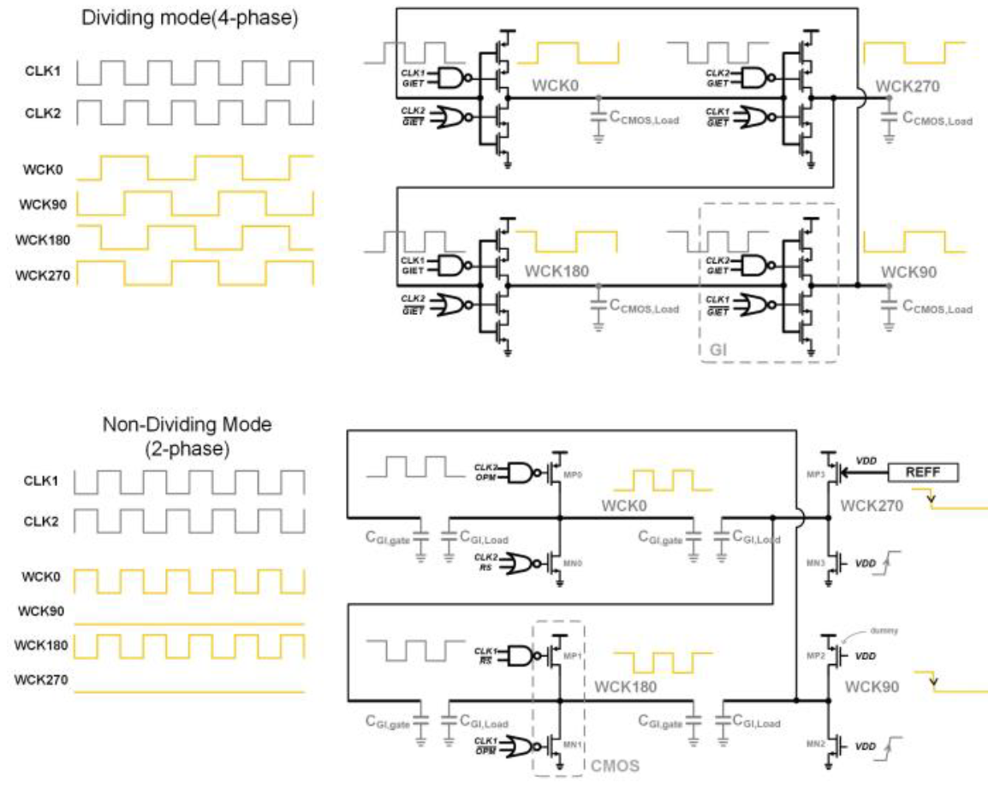 Dividing mode(4-phase)
CLK1
CLK2
WCK0
WCK90
WCK180
WCK270
CLK1
GIET
CLK2
GIET
WCK0
CCMOS,Load
CLK2
GIET
CLK1
GIET
WCK270
CCMOS,Load
CLK1
GIET
CLK2
GIET
WCK180
CCMOS,Load
CLK2
GIET
CLK1
GIET
GI
WCK90
CCMOS,Load
Non-Dividing Mode
(2-phase)
CLK1
CLK2
WCK0
WCK90
WCK180
WCK270
CLK2
OPM
MP0
WCK0
CGI,gate
CGI,Load
CLK2
RS
MN0
CGI,gate
CGI,Load
MP3
VDD
REFF
WCK270
MN3
VDD
CLK1
RS
MP1
WCK180
CGI,gate
CGI,Load
CLK1
OPM
MN1
CMOS
CGI,gate
CGI,Load
dummy
MP2
VDD
WCK90
MN2
VDD